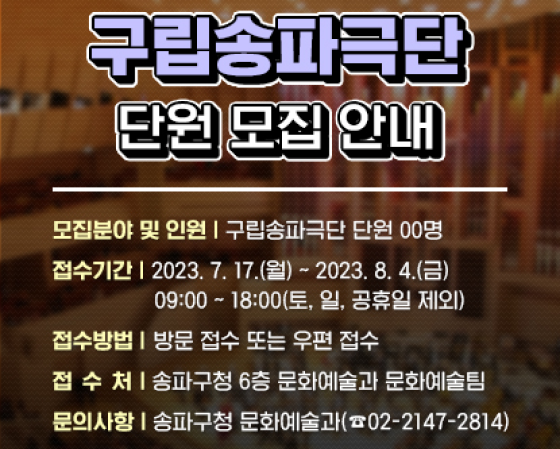 구립송파극단
단원 모집 안내
모집분야 및 인원 | 구립송파극단 단원 00명
접수기간 | 2023. 7. 17.(월) ~ 2023. 8. 4.(금)
09:00 ~ 18:00(토, 일, 공휴일 제외)
접수방법 | 방문 접수 또는 우편 접수
접 수 처 | 송파구청 6층 문화예술과 문화예술팀
문의사항 | 송파구청 문화예술과(☎02-2147-2814)